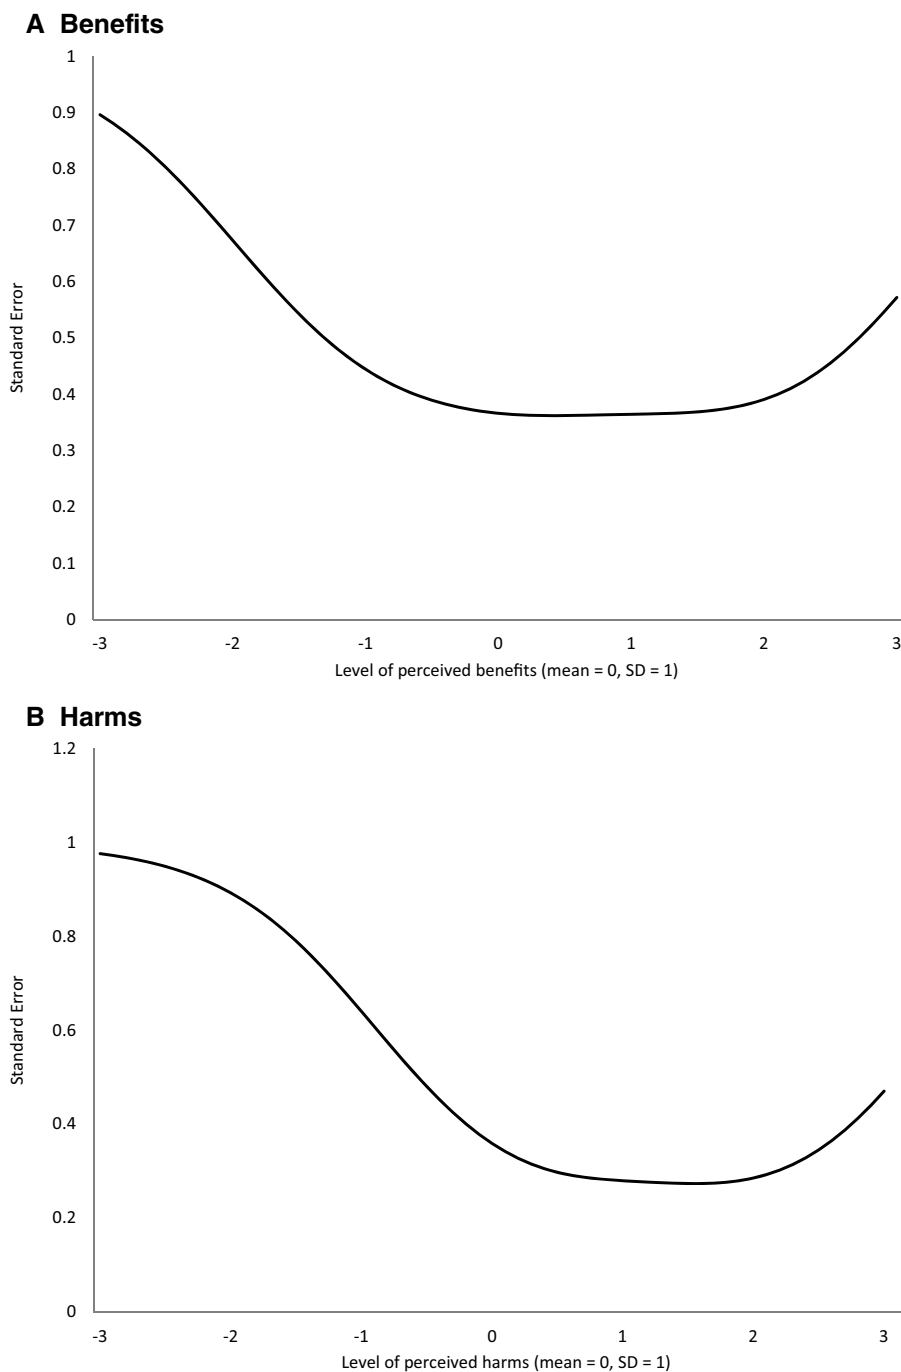 A Benefits
1
0.9
0.8
0.7
0.6
0.5
0.4
0.3
0.2
0.1
0
Standard Error
-3 -2 -1 0 1 2 3
Level of perceived benefits (mean = 0, SD = 1)
B Harms
1.2
1
0.8
0.6
0.4
0.2
0
Standard Error
-3 -2 -1 0 1 2 3
Level of perceived harms (mean = 0, SD = 1)